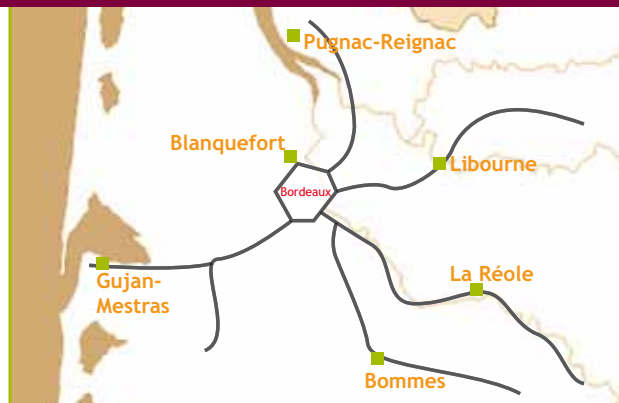 Pugnac-Reignac
Blanquefort
Libourne
Bordeaux
La Réole
Gujan-
Mestras
Bommes